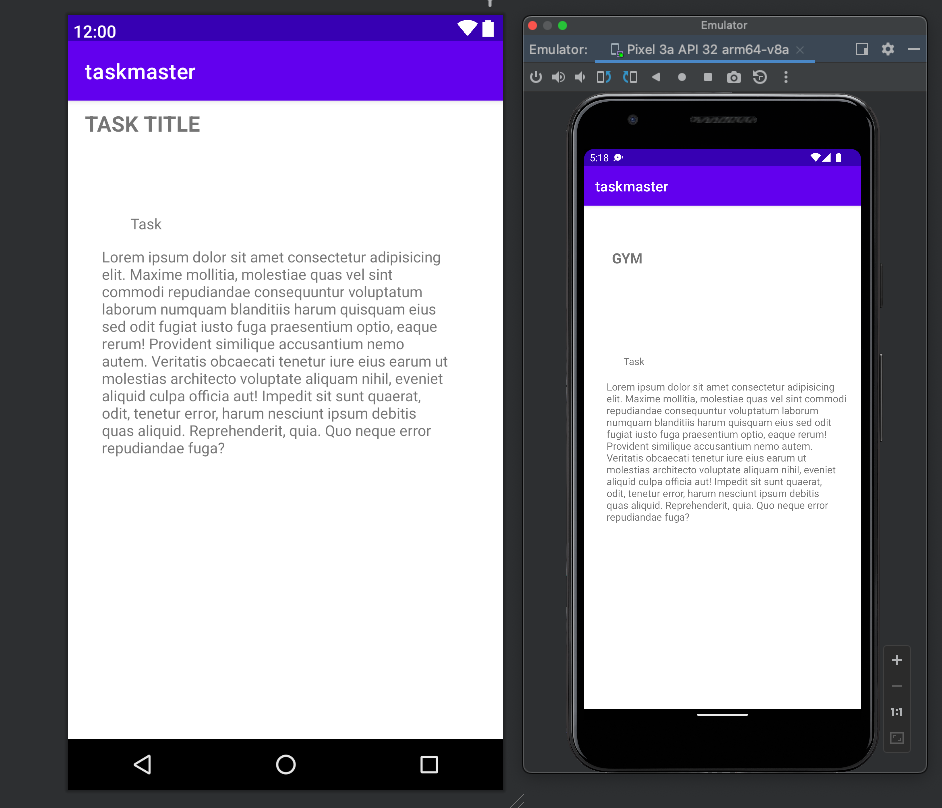 12:00
taskmaster
TASK TITLE
Task
Lorem ipsum dolor sit amet consectetur adipisicing
elit. Maxime mollitia, molestiae quas vel sint
commodi repudiandae consequuntur voluptatum
laborum numquam blanditiis harum quisquam eius
sed odit fugiat iusto fuga praesentium optio, eaque
rerum! Provident similique accusantium nemo
autem. Veritatis obcaecati tenetur iure eius earum ut
molestias architecto voluptate aliquam nihil, eveniet
aliquid culpa officia aut! Impedit sit sunt quaerat,
odit, tenetur error, harum nesciunt ipsum debitis
quas aliquid. Reprehenderit, quia. Quo neque error
repudiandae fuga?
Emulator
Emulator: Pixel 3a API 32 arm64-v8a
5:18
taskmaster
GYM
Task
Lorem ipsum dolor sit amet consectetur adipisicing
elit. Maxime mollitia, molestiae quas vel sint commodi
repudiandae consequuntur voluptatum laborum
numquam blanditiis harum quisquam eius sed odit
fugiat iusto fuga praesentium optio, eaque rerum!
Provident similique accusantium nemo autem.
Veritatis obcaecati tenetur iure eius earum ut
molestias architecto voluptate aliquam nihil, eveniet
aliquid culpa officia aut! Impedit sit sunt quaerat,
odit, tenetur error, harum nesciunt ipsum debitis
quas aliquid. Reprehenderit, quia. Quo neque error
repudiandae fuga?
1:1